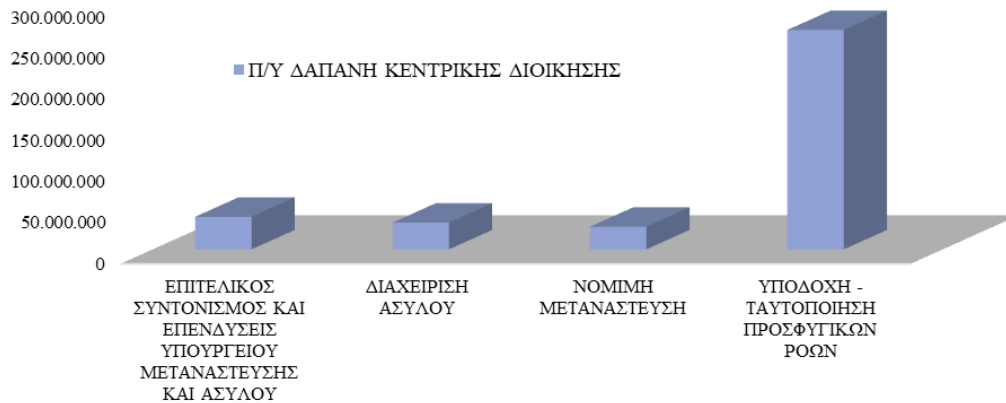 300.000.000
250.000.000
200.000.000
150.000.000
100.000.000
50.000.000
0
Π/Υ ΔΑΠΑΝΗ ΚΕΝΤΡΙΚΗΣ ΔΙΟΙΚΗΣΗΣ
ΕΠΙΤΕΛΙΚΟΣ
ΣΥΝΤΟΝΙΣΜΟΣ ΚΑΙ
ΕΠΕΝΔΥΣΕΙΣ
ΥΠΟΥΡΓΕΙΟΥ
ΜΕΤΑΝΑΣΤΕΥΣΗΣ
ΚΑΙ ΑΣΥΛΟΥ
ΔΙΑΧΕΙΡΙΣΗ
ΑΣΥΛΟΥ
ΝΟΜΙΜΗ
ΜΕΤΑΝΑΣΤΕΥΣΗ
ΥΠΟΔΟΧΗ -
ΤΑΥΤΟΠΟΙΗΣΗ
ΠΡΟΣΦΥΓΙΚΩΝ
ΡΟΩΝ